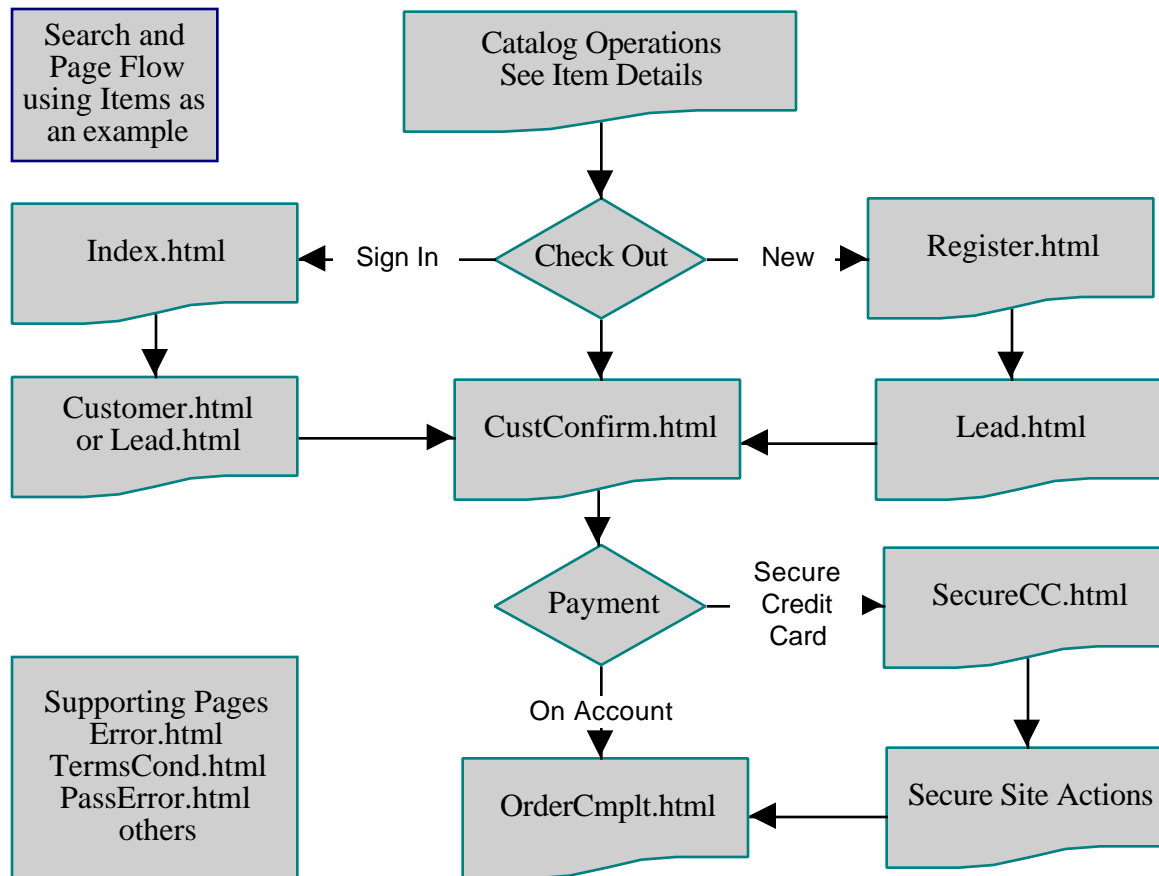 Search and
Page Flow
using Items as
an example
Catalog Operations
See Item Details
Index.html
Sign In
Check Out
New
Register.html
Customer.html
or Lead.html
CustConfirm.html
Lead.html
Payment
Secure
Credit
Card
SecureCC.html
On Account
Supporting Pages
Error.html
TermsCond.html
PassError.html
others
OrderCmplt.html
Secure Site Actions